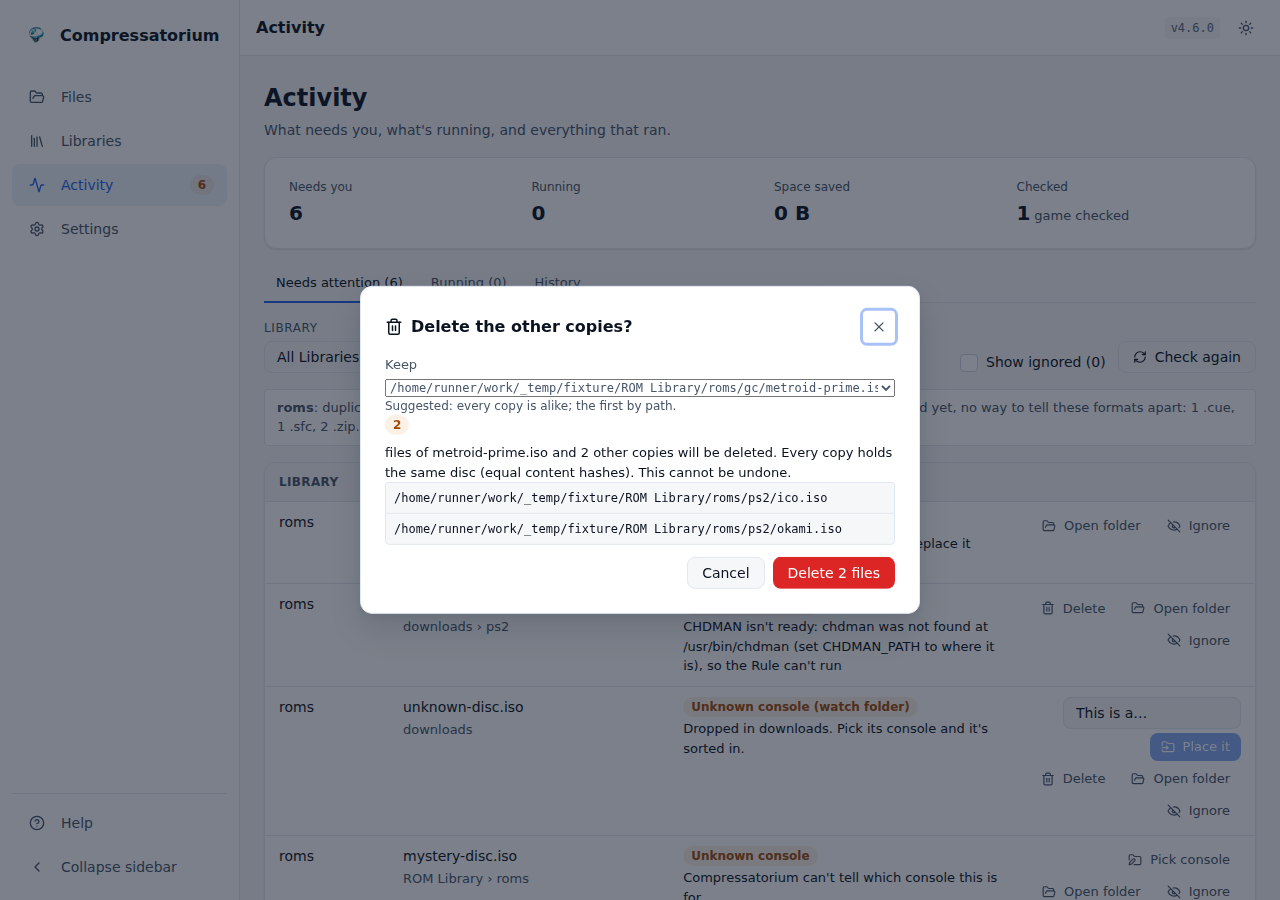 Compressatorium
Activity
v4.6.0
Files
Libraries
Activity
6
Settings
Help
Collapse sidebar
Activity
What needs you, what's running, and everything that ran.
Needs you
Running
Space saved
Checked
6
0
0 B
1 game checked
Needs attention (6)
Running (0)
History
LIBRARY
All Libraries
Show ignored (0)
Check again
roms: duplic
d yet, no way to tell these formats apart: 1 .cue,
1 .sfc, 2 .zip.
LIBRARY
roms
Open folder
Ignore
eplace it
roms
Delete
Open folder
downloads › ps2
CHDMAN isn't ready: chdman was not found at
/usr/bin/chdman (set CHDMAN_PATH to where it
is), so the Rule can't run
Ignore
roms
unknown-disc.iso
downloads
Unknown console (watch folder)
Dropped in downloads. Pick its console and it's
sorted in.
This is a...
Place it
Delete
Open folder
Ignore
roms
mystery-disc.iso
ROM Library › roms
Unknown console
Compressatorium can't tell which console this is
for.
Pick console
Open folder
Ignore
Delete the other copies?
Keep
/home/runner/work/_temp/fixture/ROM Library/roms/gc/metroid-prime.is
Suggested: every copy is alike; the first by path.
2
files of metroid-prime.iso and 2 other copies will be deleted. Every copy holds
the same disc (equal content hashes). This cannot be undone.
/home/runner/work/_temp/fixture/ROM Library/roms/ps2/ico.iso
/home/runner/work/_temp/fixture/ROM Library/roms/ps2/okami.iso
Cancel
Delete 2 files